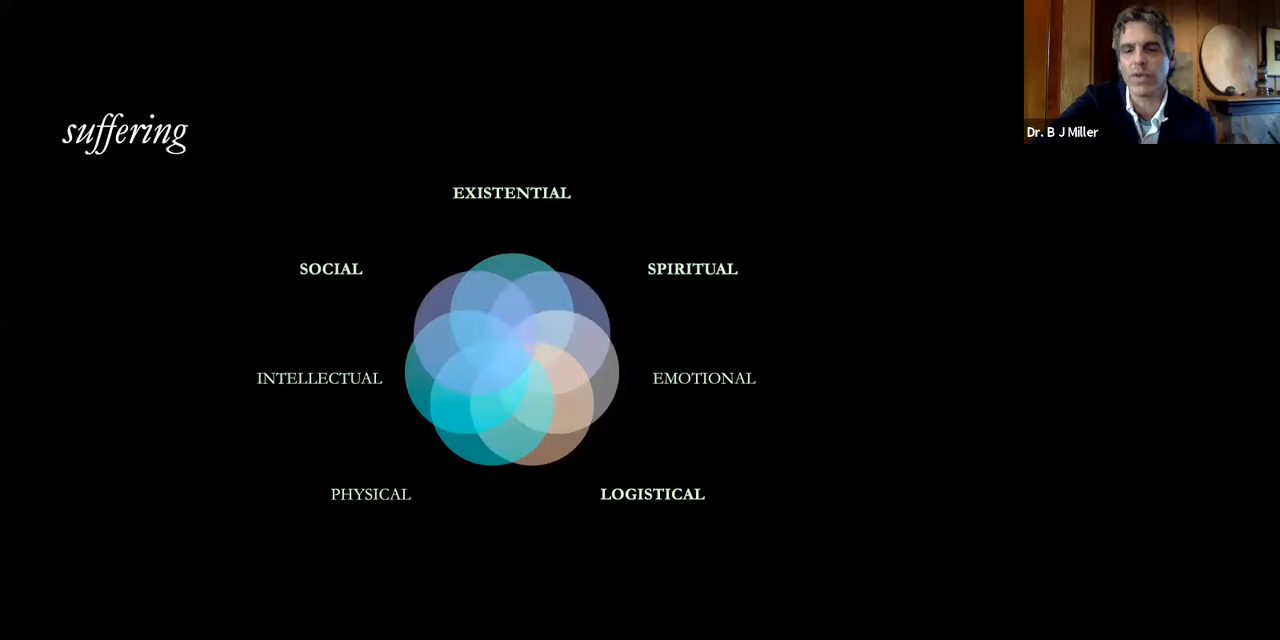 suffering
Dr. B J Miller
EXISTENTIAL
SOCIAL
SPIRITUAL
INTELLECTUAL
EMOTIONAL
PHYSICAL
LOGISTICAL